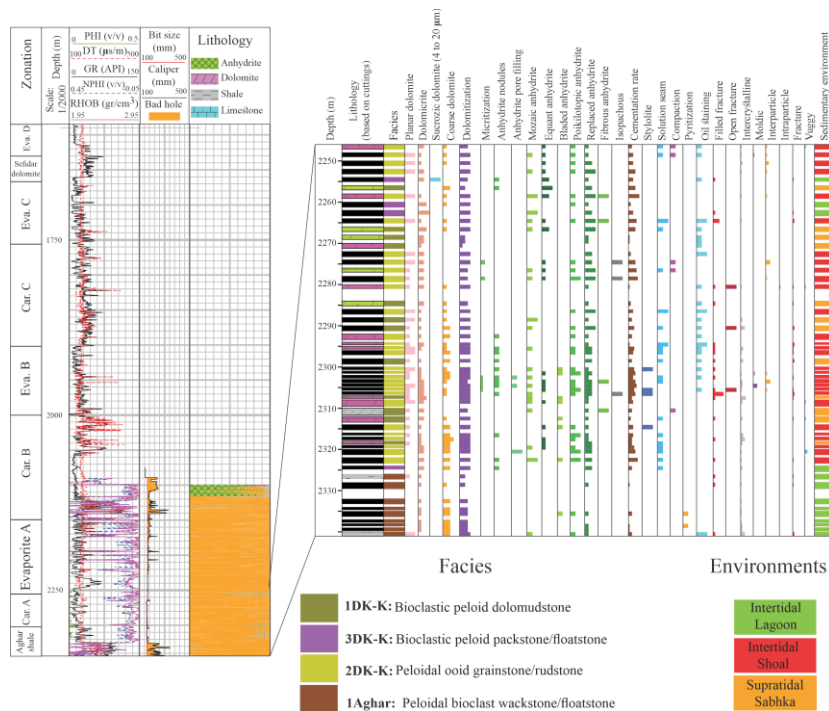 Zonation
Depth (m)
Scale: 1/2000
PHI (v/v) 0.5
100 DT (µs/m) 500
0 GR (API) 150
0.45 NPHI (v/v) -0.05
RHOB (gr/cm³)
1.95 2.95
Bit size
(mm)
100 500
Caliper
(mm)
100 500
Bad hole
Lithology
Anhydrite
Dolomite
Shale
Limestone
Eva. D
Sefidar
dolomite
Eva. C
Car. C
Eva. B
Car. B
Evaporite A
Car. A
Aghar
shale
1750
2000
2250
Depth (m)
Lithology
(based on cuttings)
Facies
Planar dolomite
Dolomicrite
Sucrozic dolomite (4 to 20 µm)
Coarse dolomite
Dolomitization
Micritization
Anhydrite nodules
Anhydrite pore filling
Mozaic anhydrite
Equant anhydrite
Bladed anhydrite
Poikilotopic anhydrite
Replaced anhydrite
Fibrous anhydrite
Isopachous
Cementation rate
Stylolite
Solution seam
Compaction
Pyritization
Oil staining
Filled fracture
Open fracture
Intercrystalline
Moldic
Interparticle
Intraparticle
Fracture
Vuggy
Sedimentary environment
2250
2260
2270
2280
2290
2300
2310
2320
2330
Facies
1DK-K: Bioclastic peloid dolomudstone
3DK-K: Bioclastic peloid packstone/floatstone
2DK-K: Peloidal ooid grainstone/rudstone
1Aghar: Peloidal bioclast wackstone/floatstone
Environments
Intertidal
Lagoon
Intertidal
Shoal
Supratidal
Sabhka